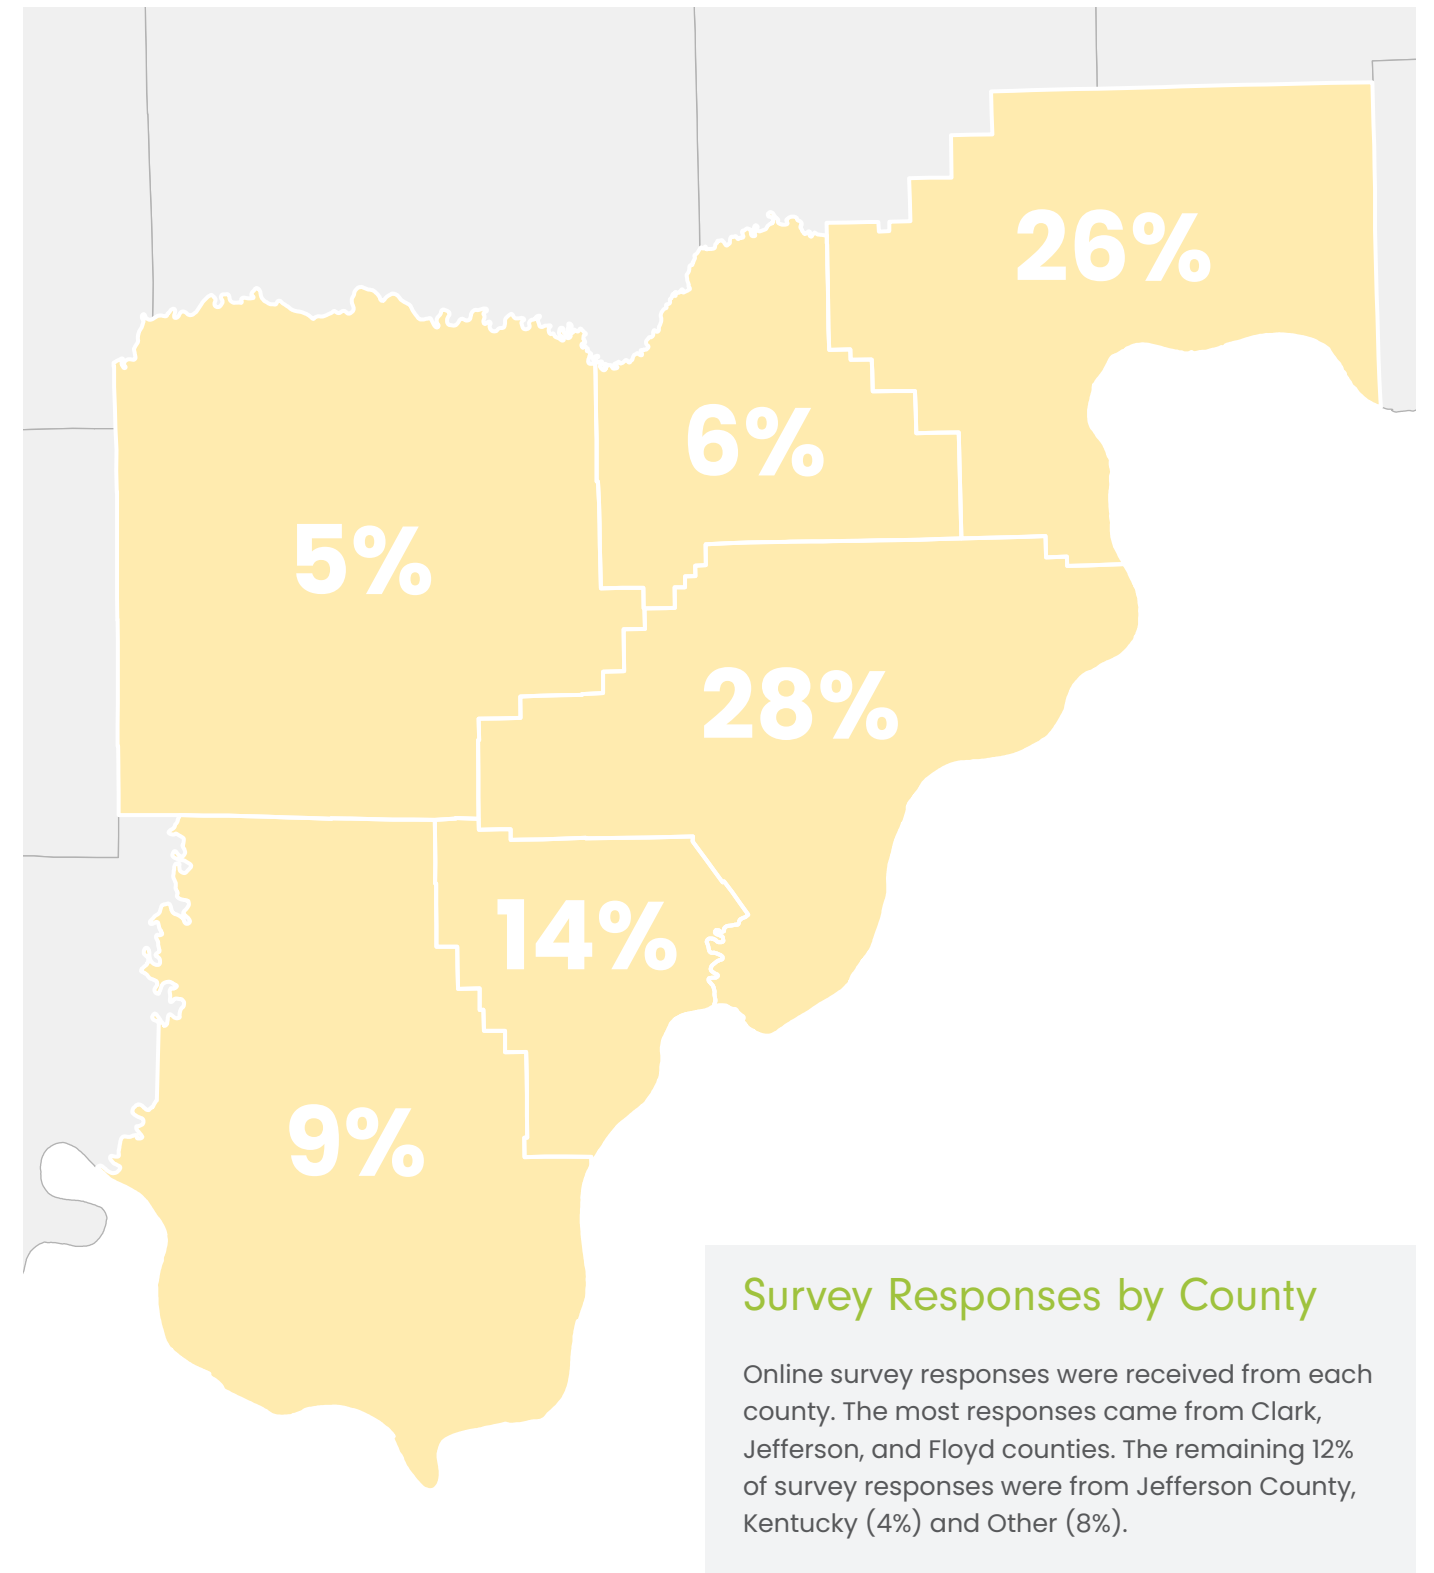 26%
6%
5%
28%
14%
9%
Survey Responses by County
Online survey responses were received from each
county. The most responses came from Clark,
Jefferson, and Floyd counties. The remaining 12%
of survey responses were from Jefferson County,
Kentucky (4%) and Other (8%).